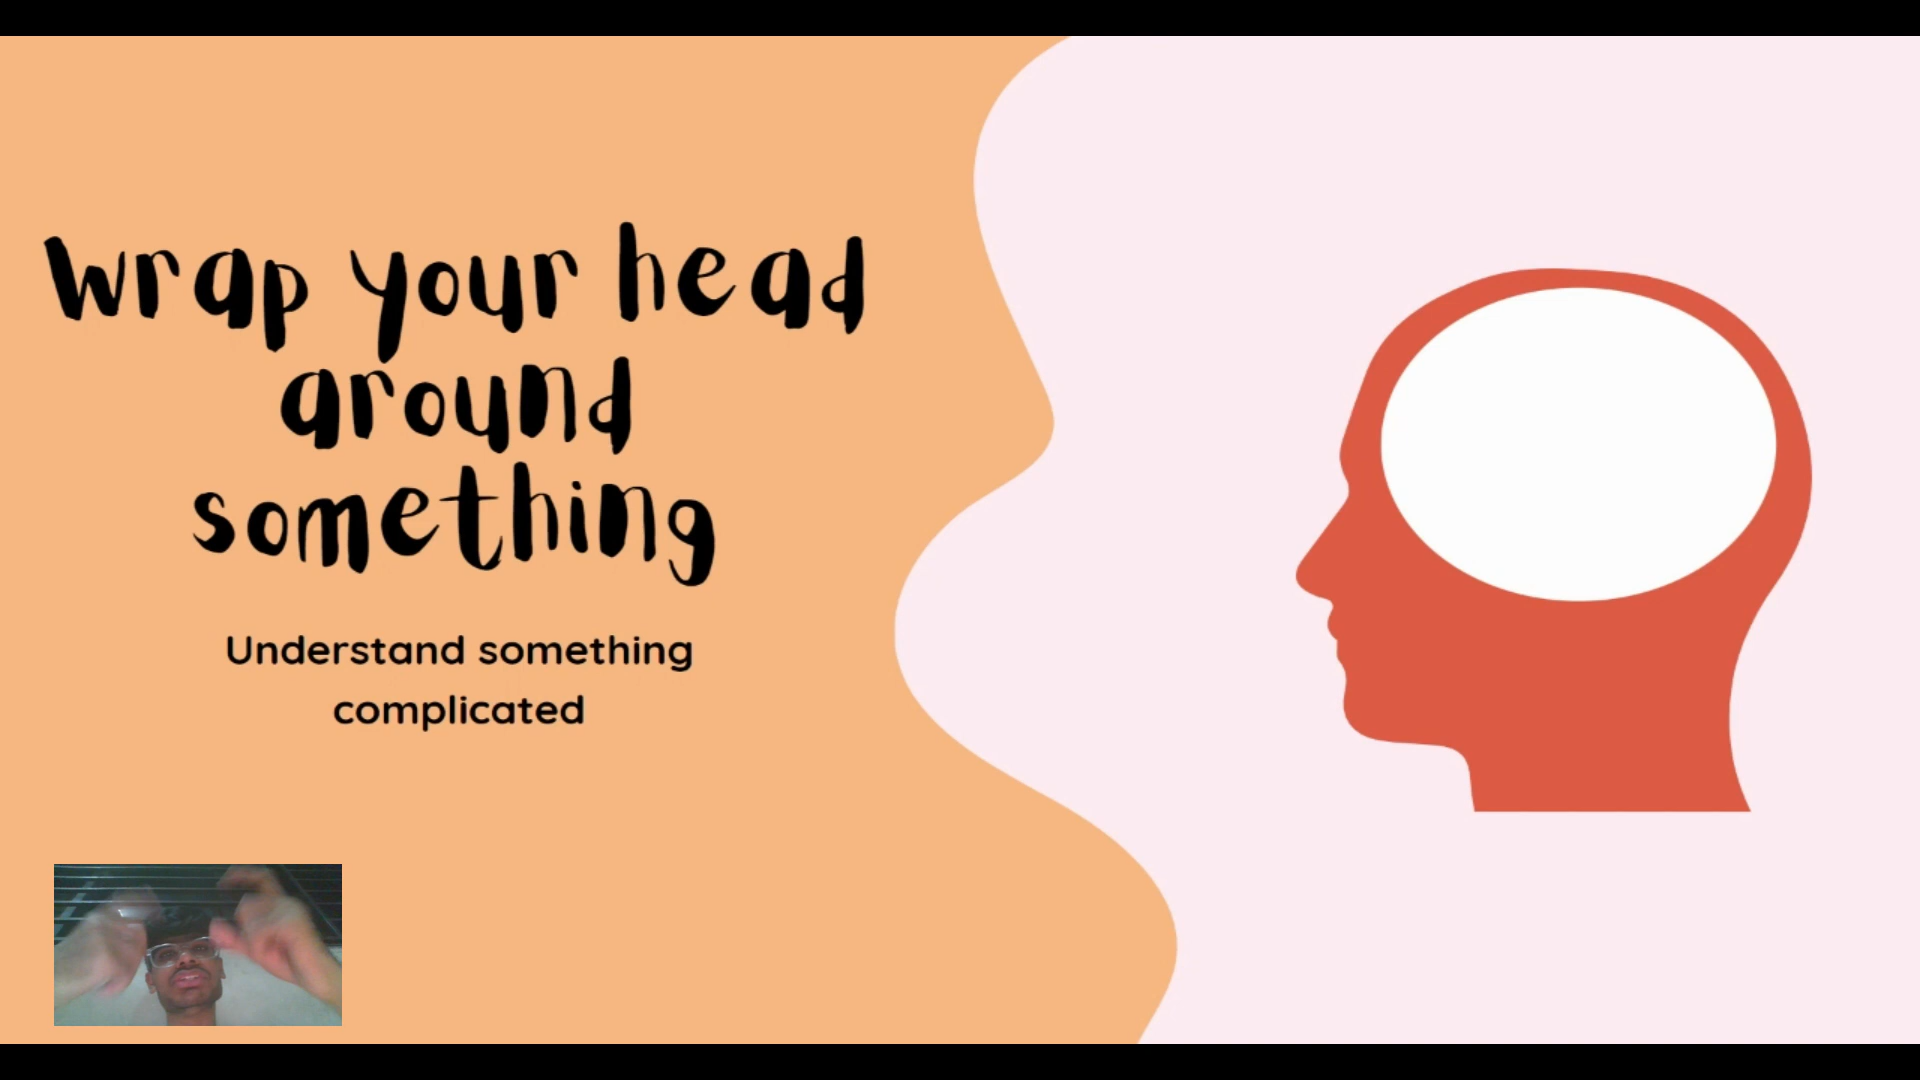 wrap your head
around
something
Understand something
complicated